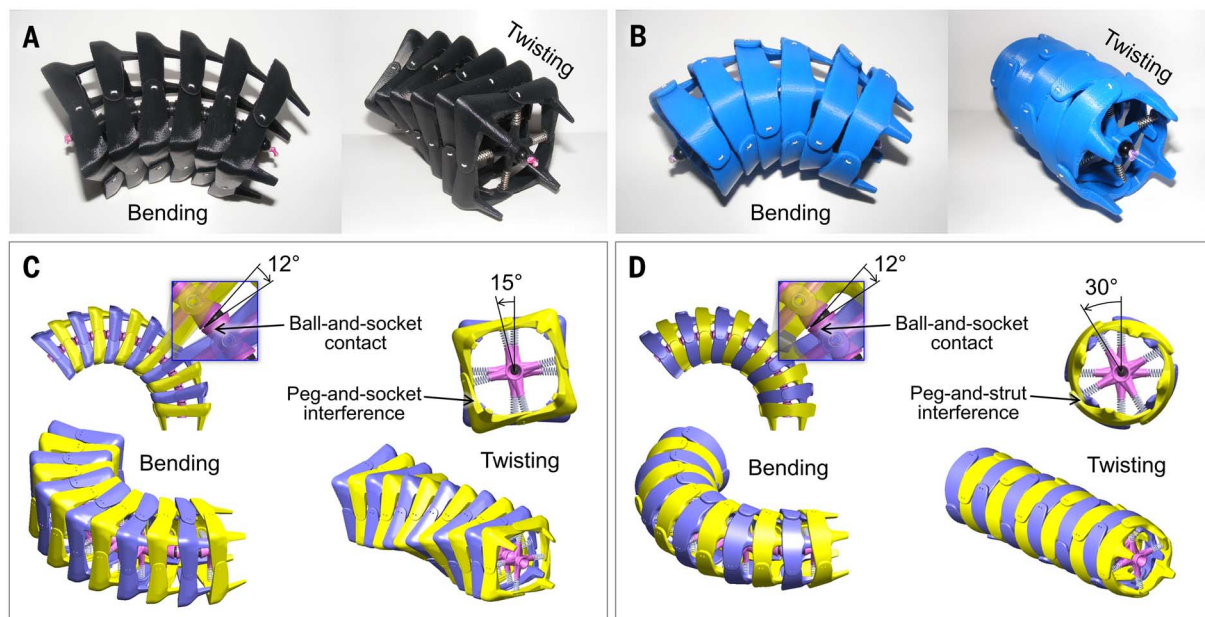 A
Bending
Twisting
B
Bending
Twisting
C
12°
Ball-and-socket
contact
15°
Peg-and-socket
interference
Bending
Twisting
D
12°
Ball-and-socket
contact
30°
Peg-and-strut
interference
Bending
Twisting